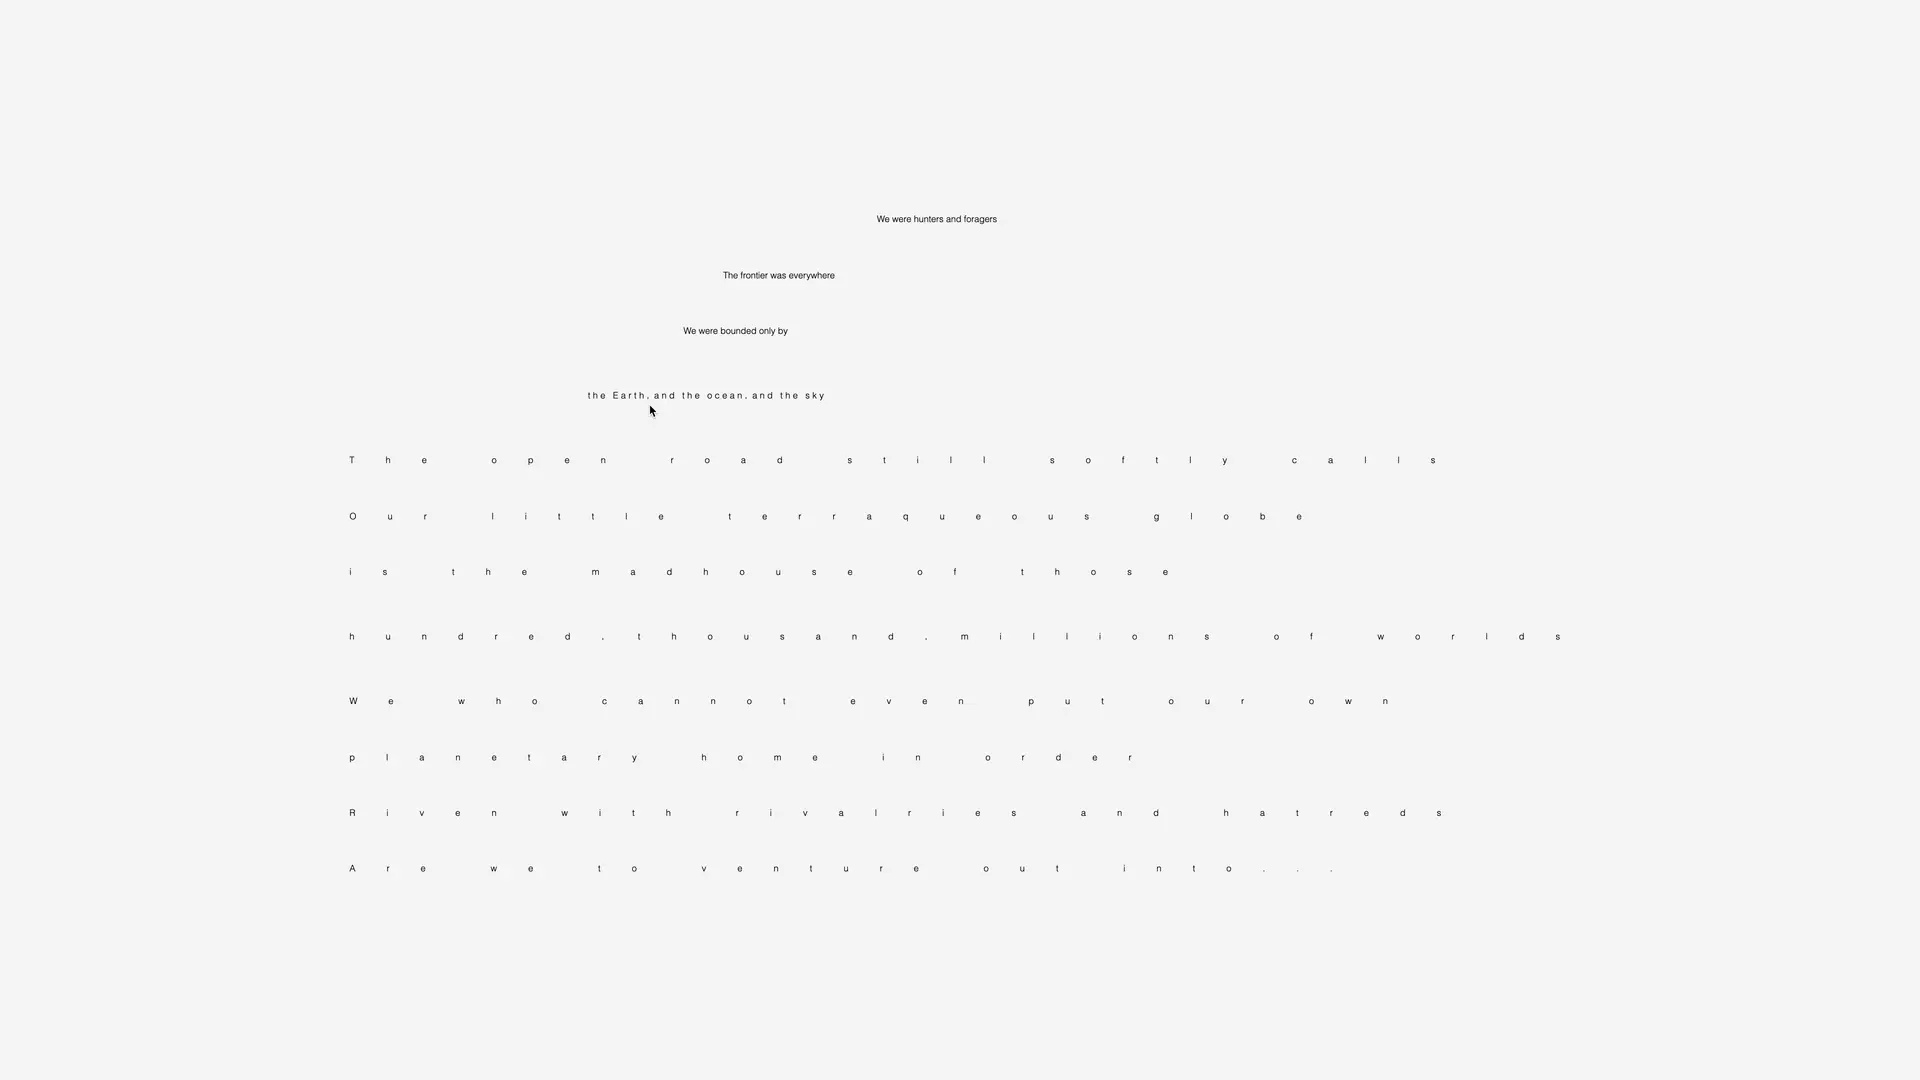 We were hunters and foragers
The frontier was everywhere
We were bounded only by
the Earth, and the ocean, and the sky
The open road still softly calls
Our little terraqueous globe
is the madhouse of those
hundred,thousand,millions of worlds
We who cannot even put our own
planetary home in order
Riven with rivalries and hatreds
Are we to venture out into...